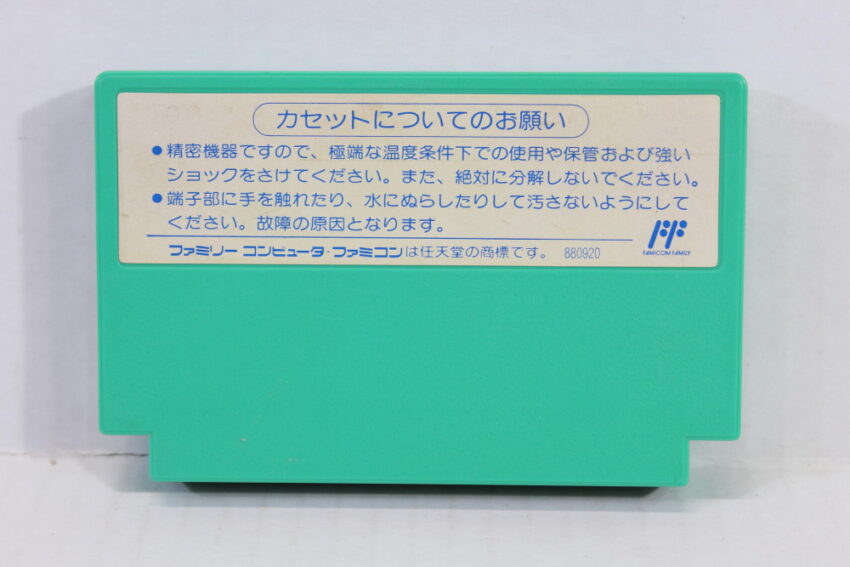 カセットについてのお願い
●精密機器ですので、極端な温度条件下での使用や保管および強い
ショックをさけてください。また、絶対に分解しないでください。
●端子部に手を触れたり、水にぬらしたりして汚さないようにして
ください。故障の原因となります。
ファミリー コンピュータ・ファミコンは任天堂の商標です。 880920
FAMICOM FAMILY